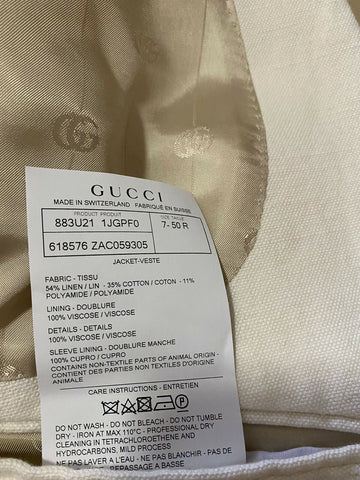 GUCCI
MADE IN SWITZERLAND FABRIQUÉ EN SUISSE
PRODUCT PRODUIT SIZE TAILLE
883U21 1JGPF0 7- 50 R
618576 ZAC059305
JACKET-VESTE
FABRIC - TISSU
54% LINEN / LIN - 35% COTTON / COTON - 11%
POLYAMIDE / POLYAMIDE
LINING - DOUBLURE
100% VISCOSE / VISCOSE
DETAILS - DETAILS
100% VISCOSE / VISCOSE
SLEEVE LINING - DOUBLURE MANCHE
100% CUPRO / CUPRO
CONTAINS NON-TEXTILE PARTS OF ANIMAL ORIGIN
CONTIENT DES PARTIES NON TEXTILES D'ORIGINE
ANIMALE
CARE INSTRUCTIONS - ENTRETIEN
P
DO NOT WASH - DO NOT BLEACH - DO NOT TUMBLE
DRY - IRON AT MAX 110°C - PROFESSIONAL DRY
CLEANING IN TETRACHLOROETHENE AND
HYDROCARBONS, MILD PROCESS
NE PAS LAVER À L'EAU - NE PAS BLANCHIR -
REPASSAGE A BASSE